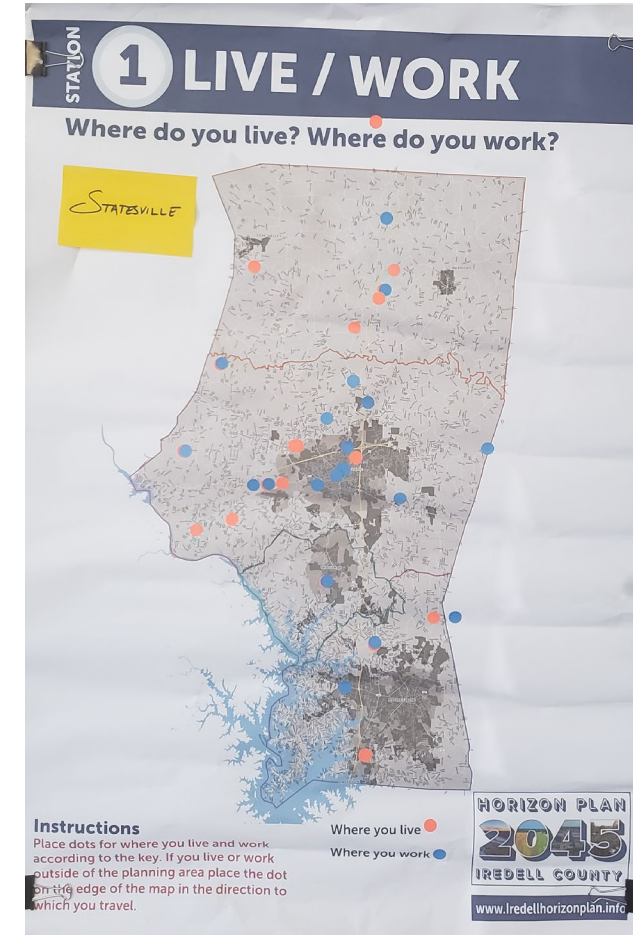 STATION 1 LIVE / WORK
Where do you live? Where do you work?
STATESVILLE
Instructions
Place dots for where you live and work
according to the key. If you live or work
outside of the planning area place the dot
on the edge of the map in the direction to
which you travel.
Where you live
Where you work
HORIZON PLAN
2045
IREDELL COUNTY
www.Iredellhorizonplan.info